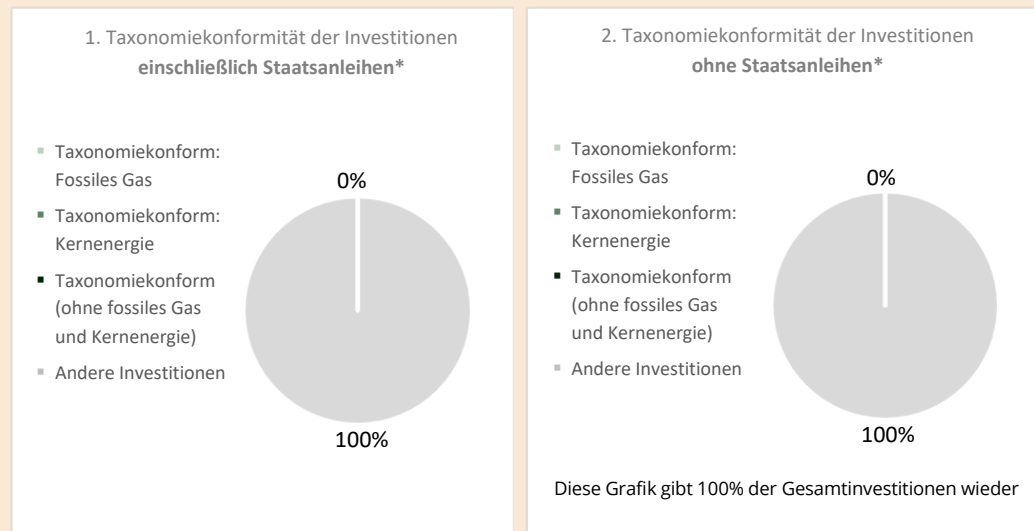 1. Taxonomiekonformität der Investitionen
einschließlich Staatsanleihen*
Taxonomiekonform:
Fossiles Gas
Taxonomiekonform:
Kernenergie
Taxonomiekonform
(ohne fossiles Gas
und Kernenergie)
Andere Investitionen
0%
100%
2. Taxonomiekonformität der Investitionen
ohne Staatsanleihen*
Taxonomiekonform:
Fossiles Gas
Taxonomiekonform:
Kernenergie
Taxonomiekonform
(ohne fossiles Gas
und Kernenergie)
Andere Investitionen
0%
100%
Diese Grafik gibt 100% der Gesamtinvestitionen wieder